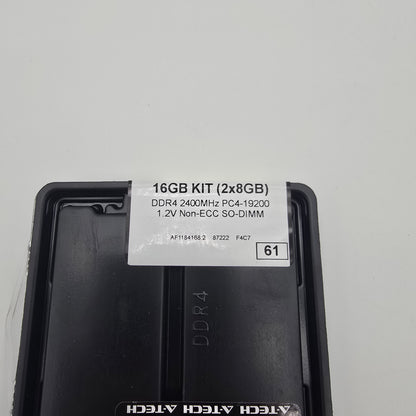 16GB KIT (2x8GB)
DDR4 2400MHz PC4-19200
1.2V Non-ECC SO-DIMM
AF1184168.2 87222 F4C7
61
DDR4
A-TECH A-TECH A-TECH